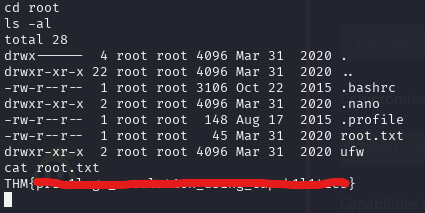 cd root
ls -al
total 28
drwx------  4 root root 4096 Mar 31  2020 .
drwxr-xr-x 22 root root 4096 Mar 31  2020 ..
-rw-r--r--  1 root root 3106 Oct 22  2015 .bashrc
drwxr-xr-x  2 root root 4096 Mar 31  2020 .nano
-rw-r--r--  1 root root  148 Aug 17  2015 .profile
-rw-r--r--  1 root root   45 Mar 31  2020 root.txt
drwxr-xr-x  2 root root 4096 Mar 31  2020 ufw
cat root.txt
THM{ }